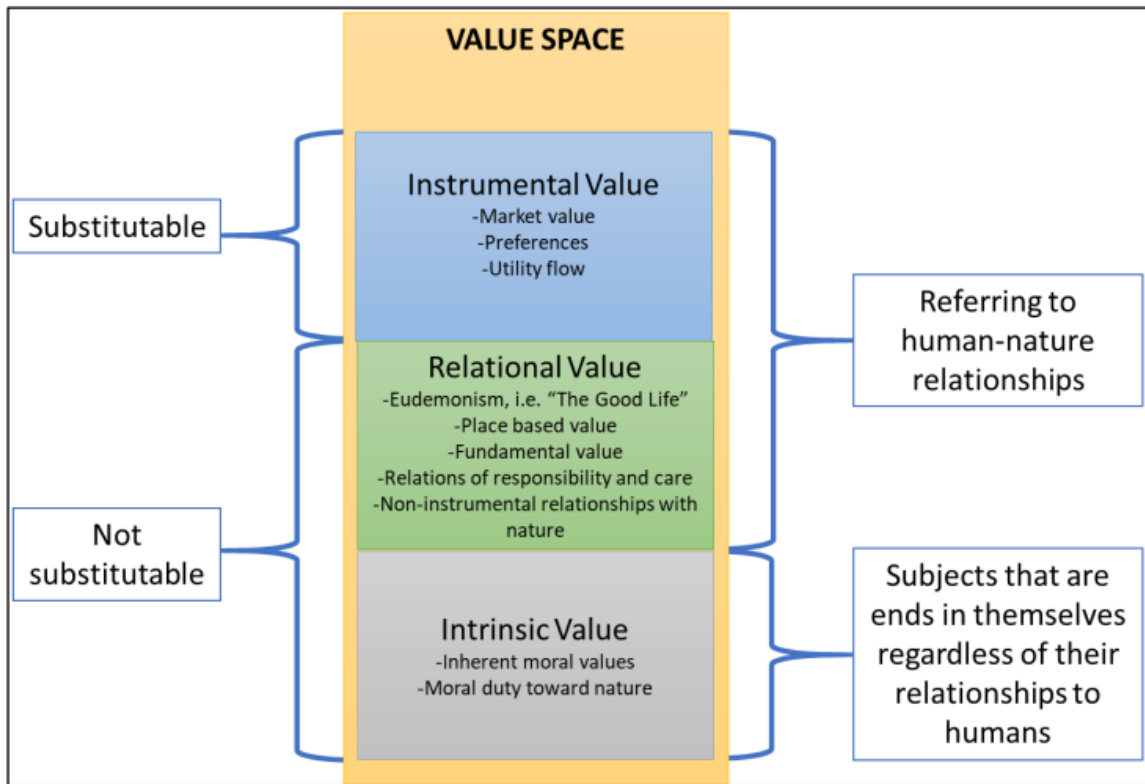 VALUE SPACE
Substitutable
Instrumental Value
-Market value
-Preferences
-Utility flow
Referring to
human-nature
relationships
Relational Value
-Eudemonism, i.e. “The Good Life”
-Place based value
-Fundamental value
-Relations of responsibility and care
-Non-instrumental relationships with
nature
Not
substitutable
Intrinsic Value
-Inherent moral values
-Moral duty toward nature
Subjects that are
ends in themselves
regardless of their
relationships to
humans